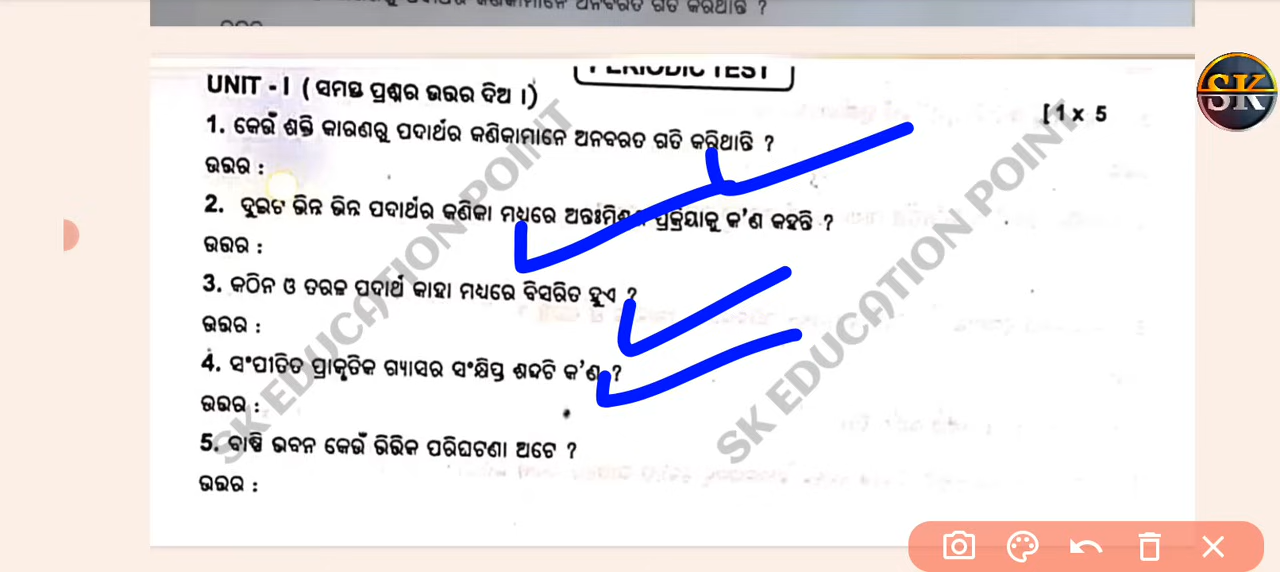 କରିଥାନ୍ତି ?
PERIODIC TEST
UNIT - I ( ସମସ୍ତ ପ୍ରଶ୍ନର ଉତ୍ତର ଦିଅ ।)
[ 1 x 5
1. କେଉଁ ଶକ୍ତି କାରଣରୁ ପଦାର୍ଥର କଣିକାମାନେ ଅନବରତ ଗତି କରିଥାନ୍ତି ?
ଉତ୍ତର :
2. ଦୁଇଟି ଭିନ୍ନ ଭିନ୍ନ ପଦାର୍ଥର କଣିକା ମଧ୍ୟରେ ପ୍ରକ୍ରିୟାକୁ କ'ଣ କହନ୍ତି ?
ଉତ୍ତର :
3. କଠିନ ଓ ତରଳ ପଦାର୍ଥ କାହା ମଧ୍ୟରେ ବିସରିତ ହୁଏ ?
ଉତ୍ତର :
4. ସଂପୀଡିତ ପ୍ରାକୃତିକ ଗ୍ୟାସର ସଂକ୍ଷିପ୍ତ ଶବ୍ଦଟି କ'ଣ ?
ଉତ୍ତର :
5. ବାଷ୍ପୀଭବନ କେଉଁ ଭିତ୍ତିକ ପରିଘଟଣା ଅଟେ ?
ଉତ୍ତର :
SK EDUCATION POINT
SK EDUCATION POINT
SK